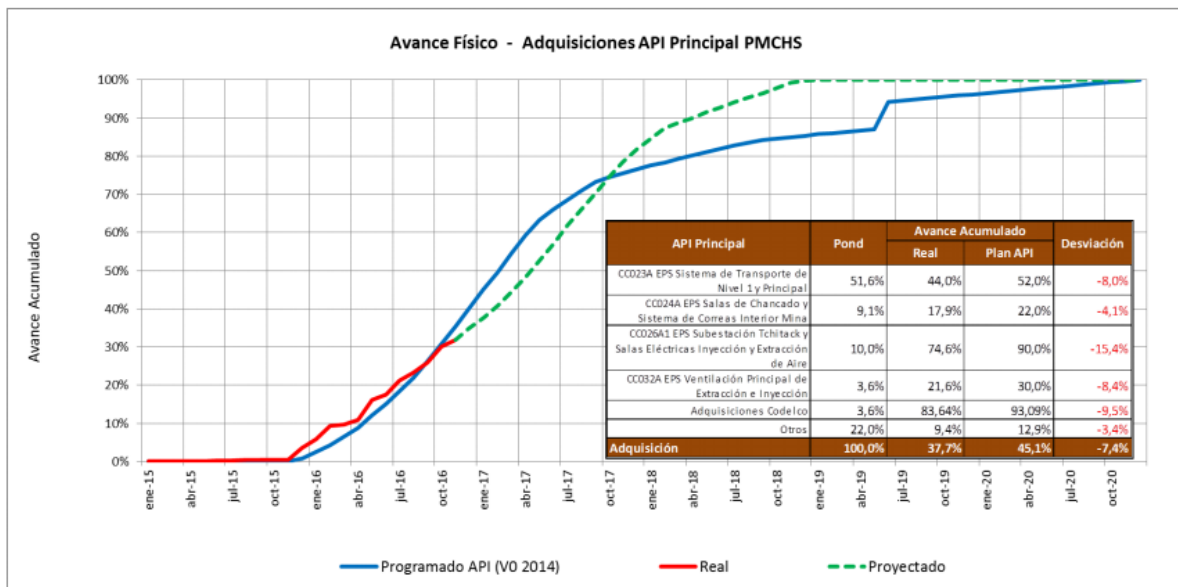 Avance Físico - Adquisiciones API Principal PMCHS
Avance Acumulado
100%
90%
80%
70%
60%
50%
40%
30%
20%
10%
0%
API Principal Pond Avance Acumulado Desviación
Real Plan API
CC023A EPS Sistema de Transporte de
Nivel 1 y Principal 51,6% 44,0% 52,0% -8,0%
CC024A EPS Salas de Chancado y
Sistema de Correas Interior Mina 9,1% 17,9% 22,0% -4,1%
CC026A1 EPS Subestación Tchitack y
Salas Eléctricas Inyección y Extracción 10,0% 74,6% 90,0% -15,4%
de Aire
CC032A EPS Ventilación Principal de
Extracción e Inyección 3,6% 21,6% 30,0% -8,4%
Adquisiciones Codelco 3,6% 83,64% 93,09% -9,5%
Otros 22,0% 9,4% 12,9% -3,4%
Adquisición 100,0% 37,7% 45,1% -7,4%
ene-15 abr-15 jul-15 oct-15 ene-16 abr-16 jul-16 oct-16 ene-17 abr-17 jul-17 oct-17 ene-18 abr-18 jul-18 oct-18 ene-19 abr-19 jul-19 oct-19 ene-20 abr-20 jul-20 oct-20
Programado API (V0 2014) Real Proyectado